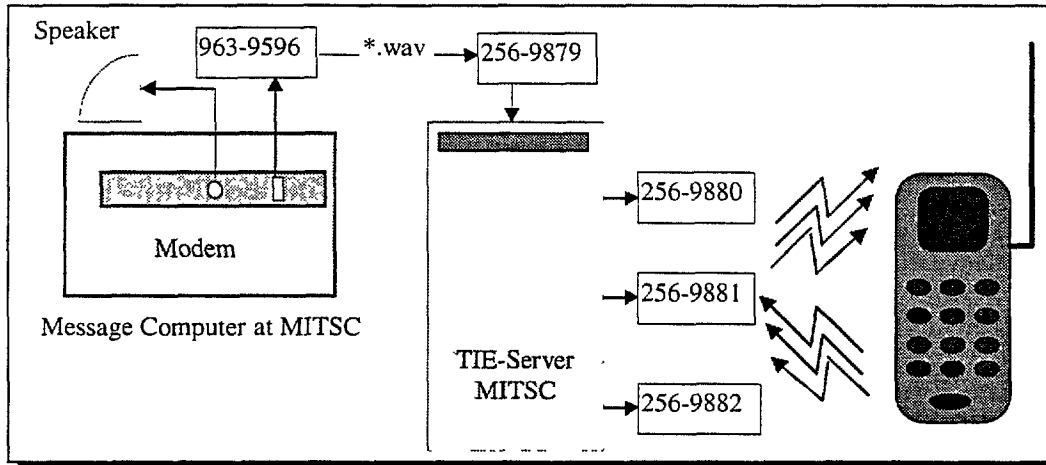 Speaker
963-9596
*.wav
256-9879
256-9880
Modem
256-9881
Message Computer at MITSC
TIE-Server
MITSC
256-9882